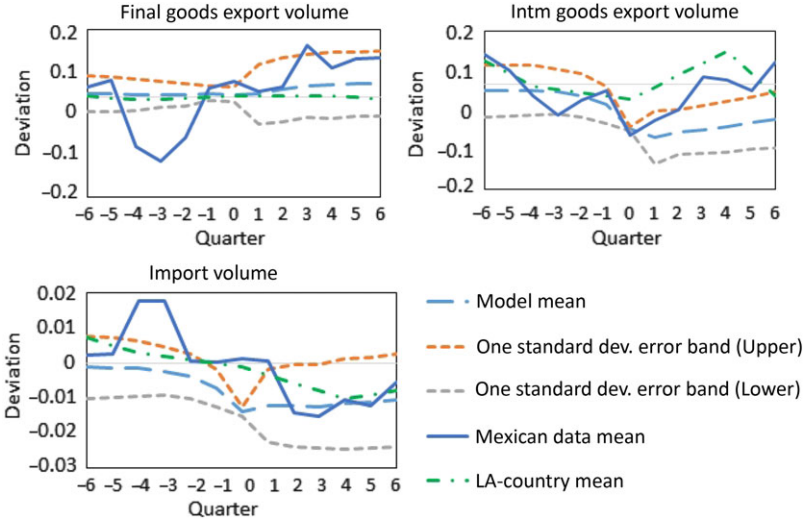 Final goods export volume
0.2
0.1
0
−0.1
−0.2
Deviation
−6 −5 −4 −3 −2 −1 0 1 2 3 4 5 6
Quarter
Intm goods export volume
0.2
0.1
0
−0.1
−0.2
Deviation
−6 −5 −4 −3 −2 −1 0 1 2 3 4 5 6
Quarter
Import volume
0.02
0.01
0
−0.01
−0.02
−0.03
Deviation
−6 −5 −4 −3 −2 −1 0 1 2 3 4 5 6
Quarter
Model mean
One standard dev. error band (Upper)
One standard dev. error band (Lower)
Mexican data mean
LA-country mean